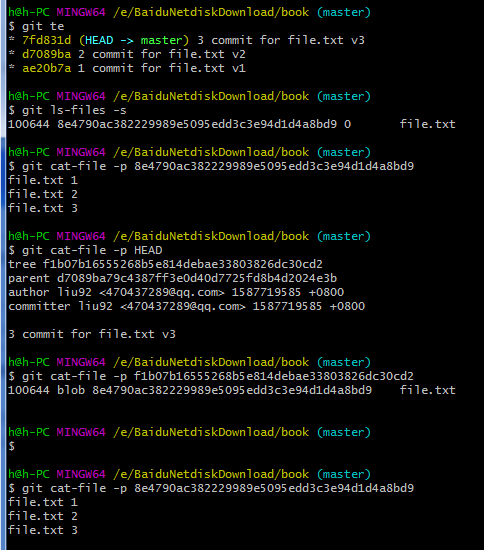 h@h-PC MINGW64 /e/BaiduNetdiskDownload/book (master)
$ git te
* 7fd831d (HEAD -> master) 3 commit for file.txt v3
* d7089ba 2 commit for file.txt v2
* ae20b7a 1 commit for file.txt v1
h@h-PC MINGW64 /e/BaiduNetdiskDownload/book (master)
$ git ls-files -s
100644 8e4790ac382229989e5095edd3c3e94d1d4a8bd9 0       file.txt
h@h-PC MINGW64 /e/BaiduNetdiskDownload/book (master)
$ git cat-file -p 8e4790ac382229989e5095edd3c3e94d1d4a8bd9
file.txt 1
file.txt 2
file.txt 3
h@h-PC MINGW64 /e/BaiduNetdiskDownload/book (master)
$ git cat-file -p HEAD
tree f1b07b16555268b5e814debae33803826dc30cd2
parent d7089ba79c4387ff3e0d40d7725fd8b4d2024e3b
author liu92 <470437289@qq.com> 1587719585 +0800
committer liu92 <470437289@qq.com> 1587719585 +0800
3 commit for file.txt v3
h@h-PC MINGW64 /e/BaiduNetdiskDownload/book (master)
$ git cat-file -p f1b07b16555268b5e814debae33803826dc30cd2
100644 blob 8e4790ac382229989e5095edd3c3e94d1d4a8bd9    file.txt
h@h-PC MINGW64 /e/BaiduNetdiskDownload/book (master)
$
h@h-PC MINGW64 /e/BaiduNetdiskDownload/book (master)
$ git cat-file -p 8e4790ac382229989e5095edd3c3e94d1d4a8bd9
file.txt 1
file.txt 2
file.txt 3